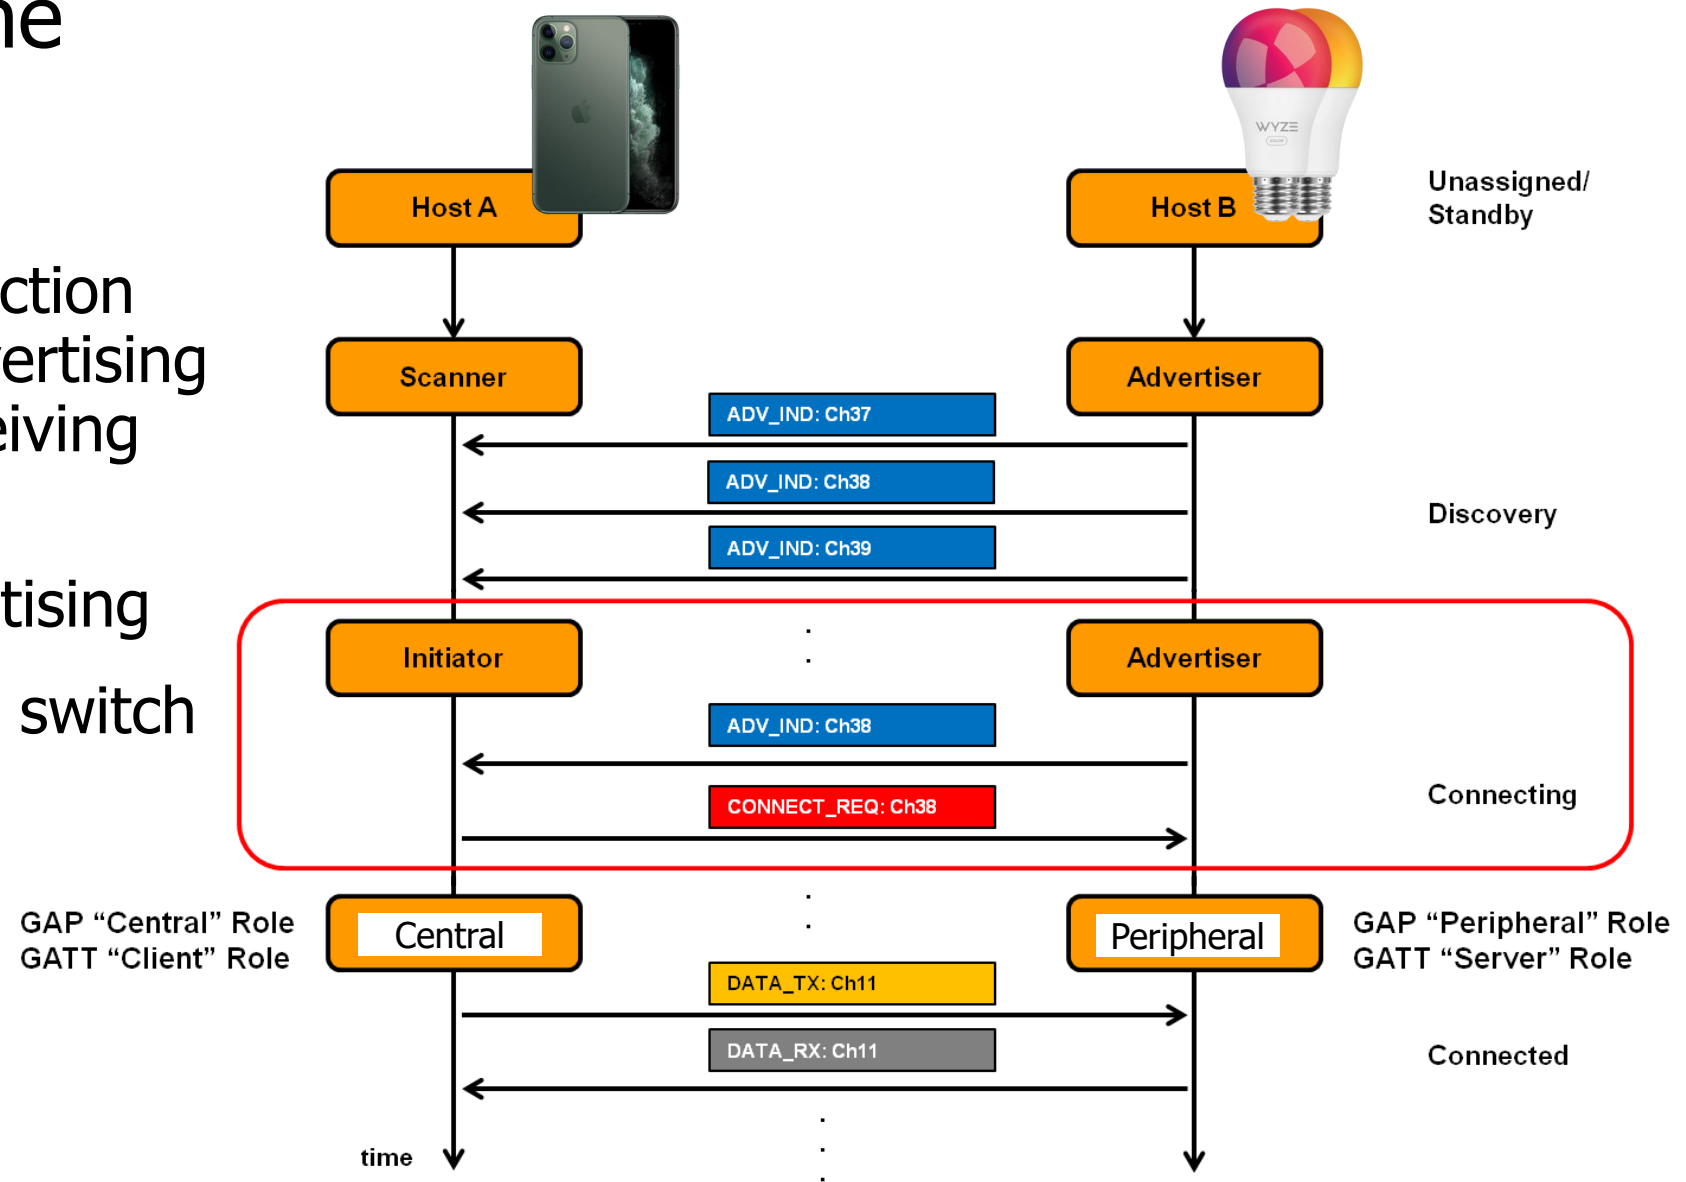 ne
ction
vertising
eiving
tising
switch
WYZE
Host A
Host B
Unassigned/
Standby
Scanner
Advertiser
ADV_IND: Ch37
ADV_IND: Ch38
Discovery
ADV_IND: Ch39
Initiator
Advertiser
ADV_IND: Ch38
CONNECT_REQ: Ch38
Connecting
GAP “Central” Role
GATT “Client” Role
Central
Peripheral
GAP “Peripheral” Role
GATT “Server” Role
DATA_TX: Ch11
DATA_RX: Ch11
Connected
time